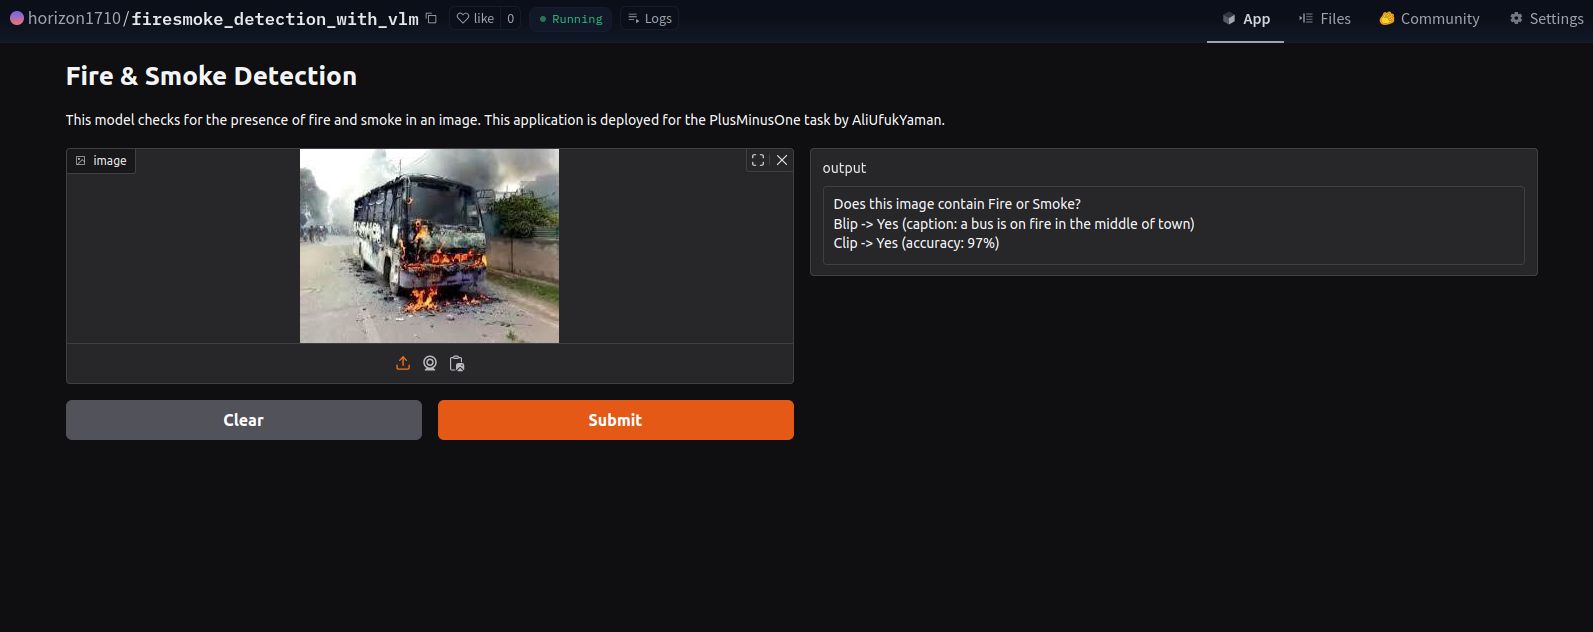 horizon1710/firesmoke_detection_with_vlm like 0 Running Logs App Files Community Settings
Fire & Smoke Detection
This model checks for the presence of fire and smoke in an image. This application is deployed for the PlusMinusOne task by AliUfukYaman.
image
output
Does this image contain Fire or Smoke?
Blip -> Yes (caption: a bus is on fire in the middle of town)
Clip -> Yes (accuracy: 97%)
Clear Submit